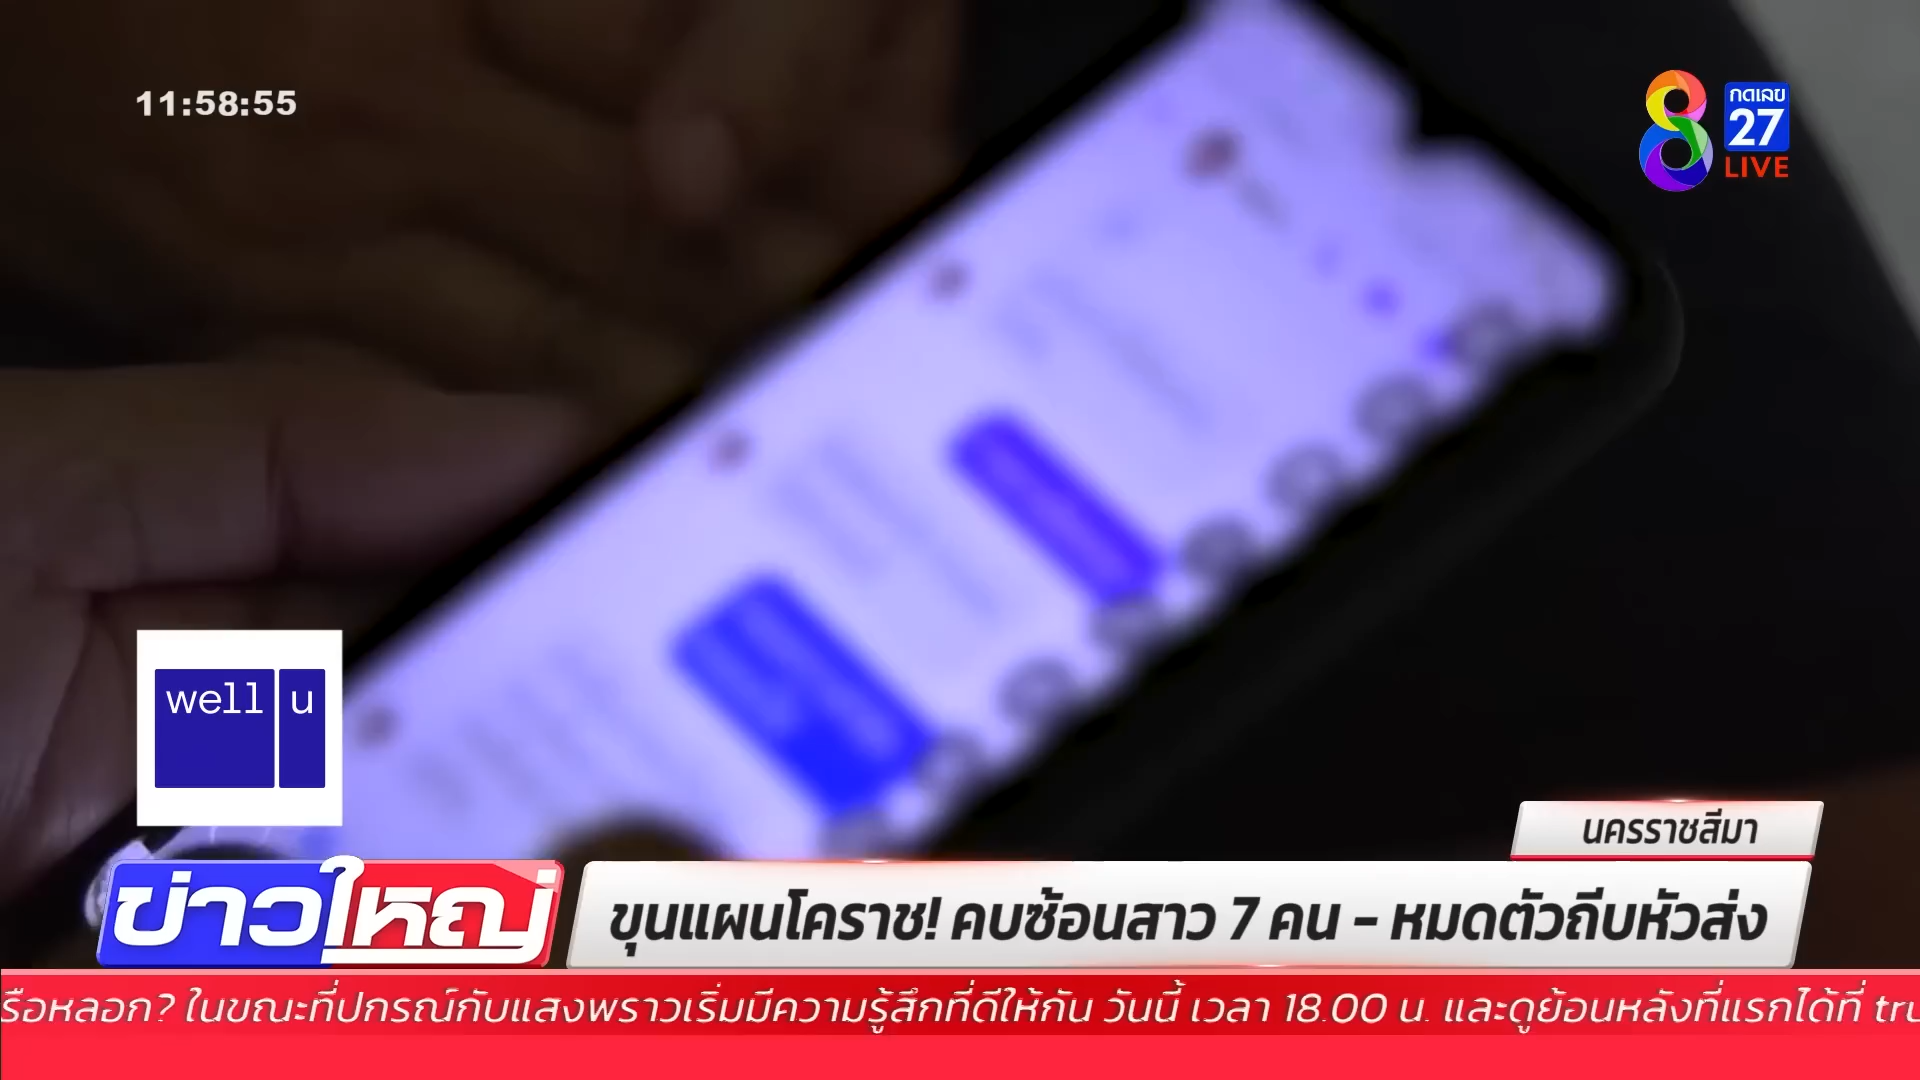 11:58:55
กดเลข
27
LIVE
well u
นครราชสีมา
ข่าวใหญ่
ขุนแผนโคราช! คบซ้อนสาว 7 คน - หมดตัวถีบหัวส่ง
รือหลอก? ในขณะที่ปกรณ์กับแสงพราวเริ่มมีความรู้สึกที่ดีให้กัน วันนี้ เวลา 18.00 น. และดูย้อนหลังที่แรกได้ที่ tru